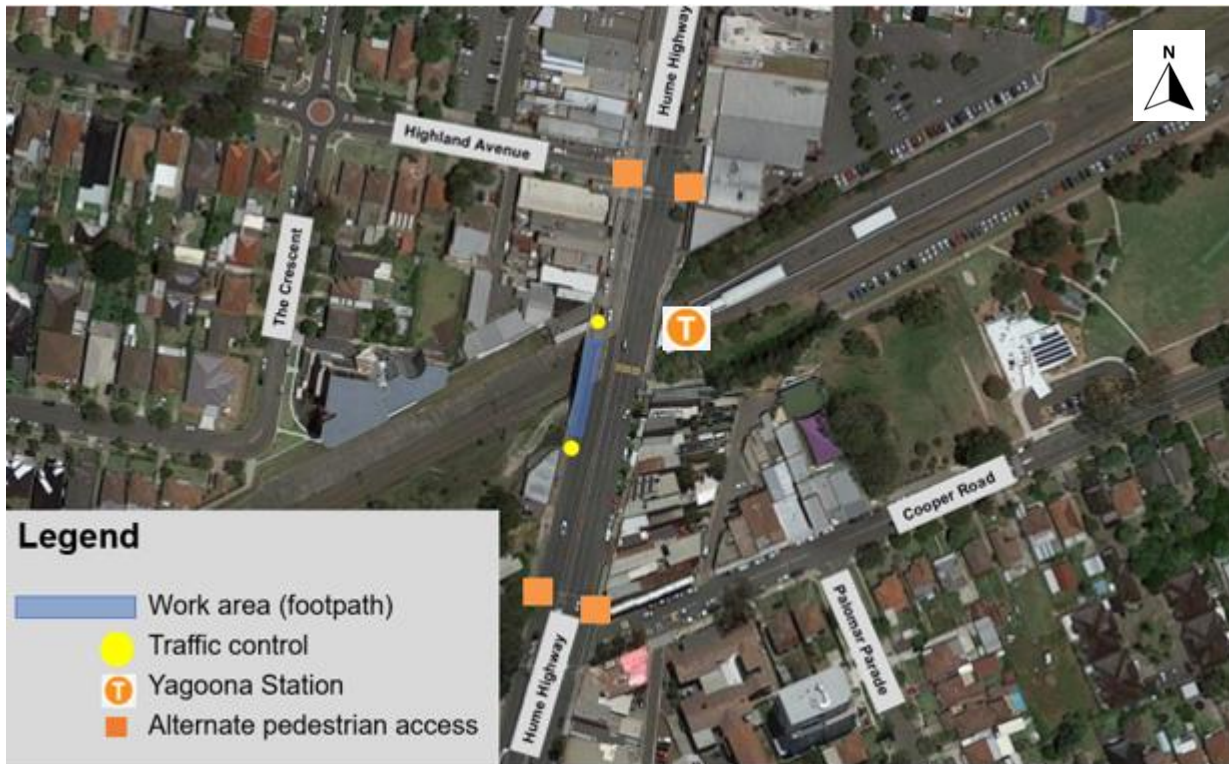 Hume Highway
N
Highland Avenue
The Crescent
T
Cooper Road
Palomar Parade
Hume Highway
Legend
Work area (footpath)
Traffic control
T
Yagoona Station
Alternate pedestrian access